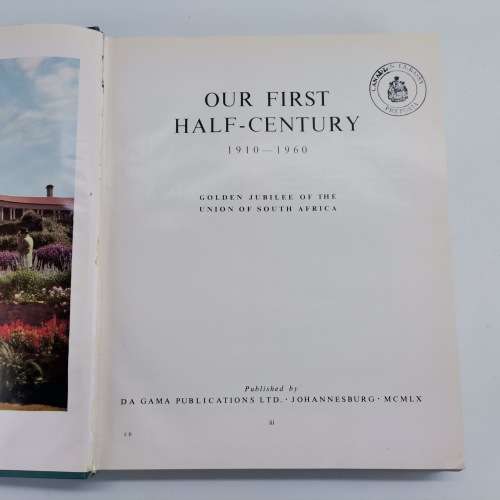 OUR FIRST
HALF-CENTURY
1910—1960
GOLDEN JUBILEE OF THE
UNION OF SOUTH AFRICA
Published by
DA GAMA PUBLICATIONS LTD. · JOHANNESBURG · MCMLX
iii
PRETORIA